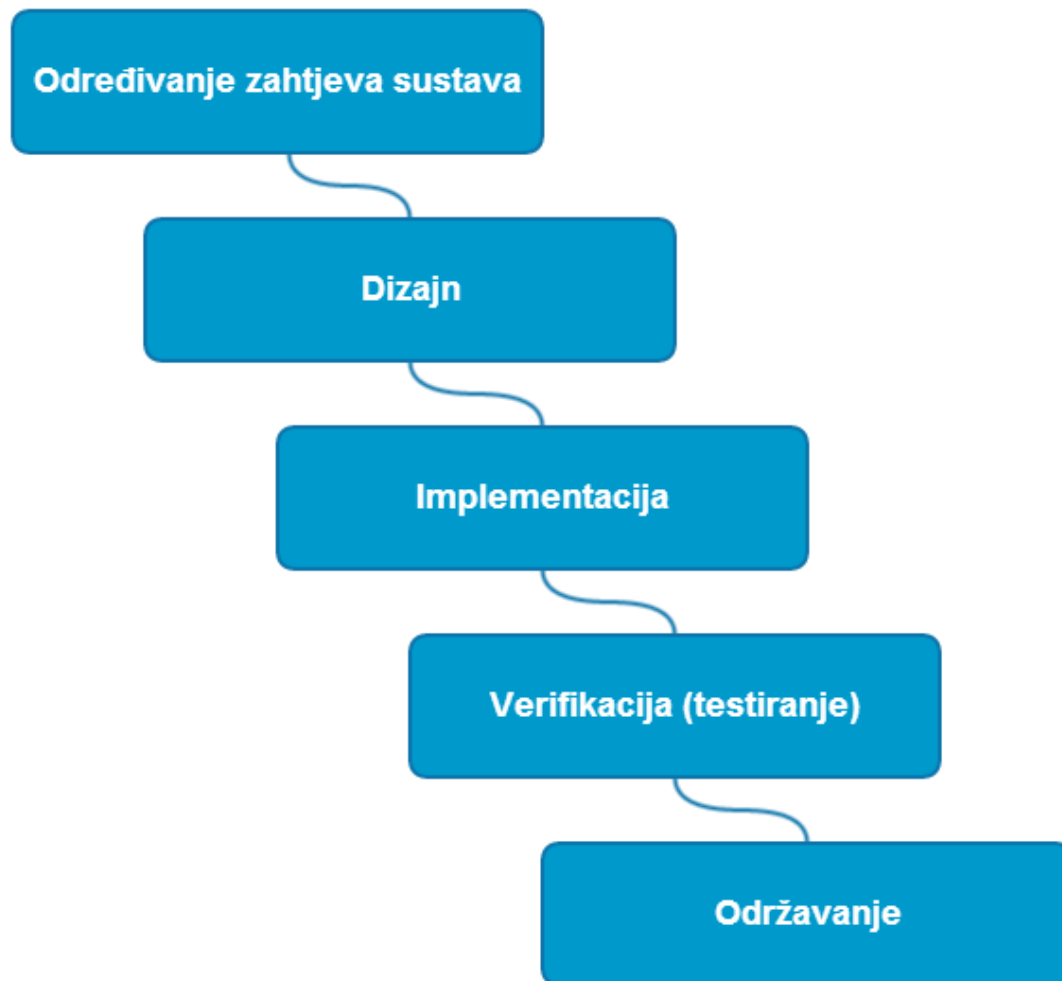 Određivanje zahtjeva sustava
Dizajn
Implementacija
Verifikacija (testiranje)
Održavanje